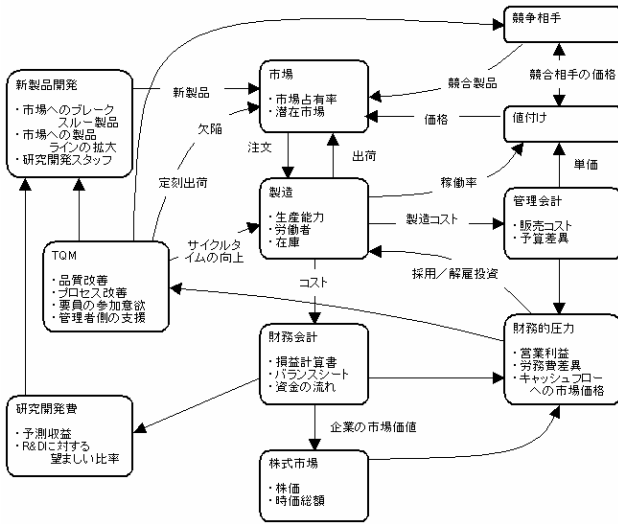 競争相手
新製品開発
・市場へのブレーク
スルー製品
・市場への製品
ラインの拡大
・研究開発スタッフ
新製品
市場
・市場占有率
・潜在市場
競合製品
競合相手の価格
価格
値付け
欠陥
注文
出荷
定刻出荷
稼働率
単価
製造
・生産能力
・労働者
・在庫
製造コスト
管理会計
・販売コスト
・予算差異
サイクルタ
イムの向上
TQM
・品質改善
・プロセス改善
・要員の参加意欲
・管理者側の支援
コスト
採用／解雇投資
財務会計
・損益計算書
・バランスシート
・資金の流れ
財務的圧力
・営業利益
・労務費差異
・キャッシュフロー
への市場価格
研究開発費
・予測収益
・R&Dに対する
望ましい比率
企業の市場価値
株式市場
・株価
・時価総額